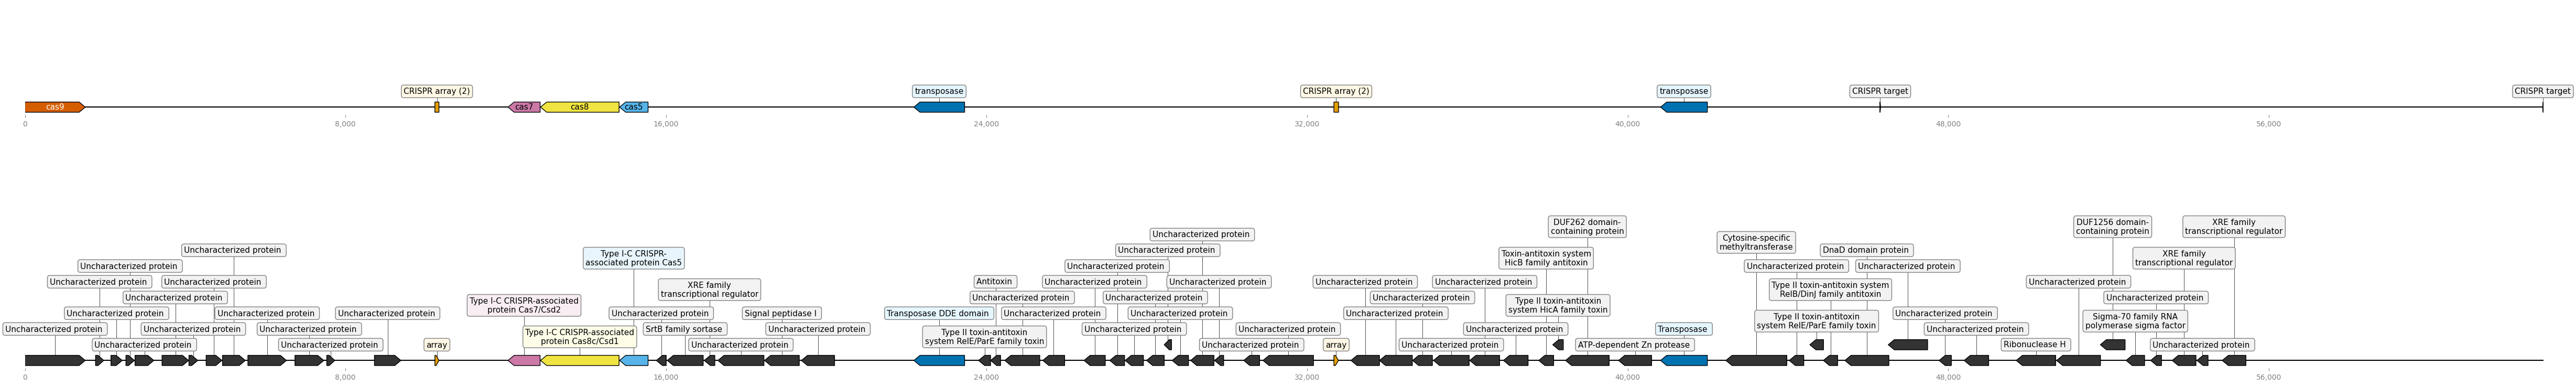 CRISPR array (2)
transposase
CRISPR array (2)
transposase
CRISPR target
CRISPR target
cas9
cas7
cas8
cas5
0
8,000
16,000
24,000
32,000
40,000
48,000
56,000
Uncharacterized protein
DUF262 domain-
containing protein
DUF1256 domain-
containing protein
XRE family
transcriptional regulator
Cytosine-specific
methyltransferase
Uncharacterized protein
Uncharacterized protein
DnaD domain protein
Type I-C CRISPR-
associated protein Cas5
Toxin-antitoxin system
HicB family antitoxin
XRE family
transcriptional regulator
Uncharacterized protein
Uncharacterized protein
Uncharacterized protein
Uncharacterized protein
Uncharacterized protein
Uncharacterized protein
Antitoxin
Uncharacterized protein
Uncharacterized protein
Uncharacterized protein
Uncharacterized protein
Uncharacterized protein
XRE family
transcriptional regulator
Type II toxin-antitoxin system
RelB/DinJ family antitoxin
Uncharacterized protein
Uncharacterized protein
Uncharacterized protein
Uncharacterized protein
Uncharacterized protein
Type I-C CRISPR-associated
protein Cas7/Csd2
Type II toxin-antitoxin
system HicA family toxin
Uncharacterized protein
Uncharacterized protein
Uncharacterized protein
Uncharacterized protein
Signal peptidase I
Transposase DDE domain
Uncharacterized protein
Uncharacterized protein
Uncharacterized protein
Type II toxin-antitoxin
system RelE/ParE family toxin
Uncharacterized protein
Sigma-70 family RNA
polymerase sigma factor
Uncharacterized protein
Uncharacterized protein
Uncharacterized protein
Type I-C CRISPR-associated
protein Cas8c/Csd1
SrtB family sortase
Uncharacterized protein
Type II toxin-antitoxin
system RelE/ParE family toxin
Uncharacterized protein
Uncharacterized protein
Uncharacterized protein
Transposase
Uncharacterized protein
Uncharacterized protein
Uncharacterized protein
array
Uncharacterized protein
Uncharacterized protein
array
Uncharacterized protein
ATP-dependent Zn protease
Ribonuclease H
Uncharacterized protein
0
8,000
16,000
24,000
32,000
40,000
48,000
56,000